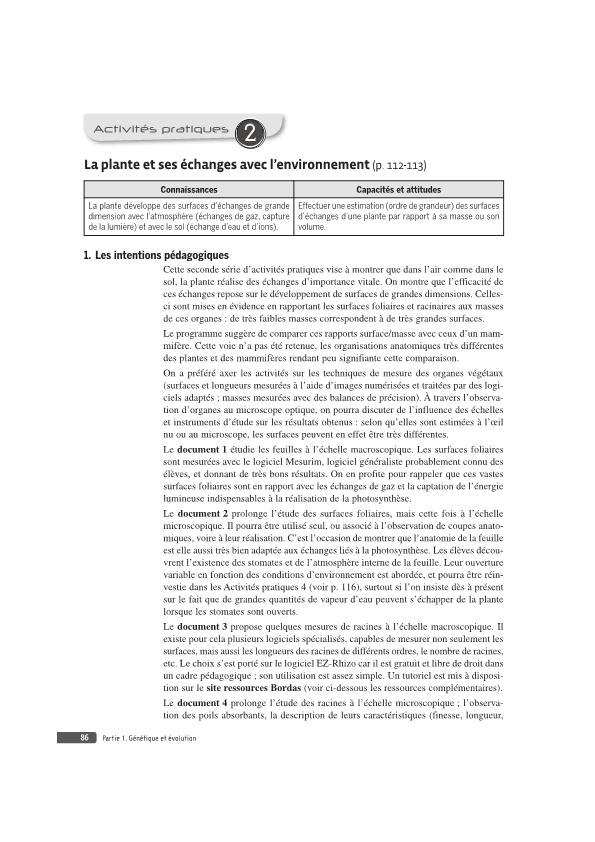 Activités pratiques 2
La plante et ses échanges avec l'environnement (p. 112-113)
Connaissances
Capacités et attitudes
La plante développe des surfaces d'échanges de grande
dimension avec l'atmosphère (échanges de gaz, capture
de la lumière) et avec le sol (échange d'eau et d'ions).
Effectuer une estimation (ordre de grandeur) des surfaces
d'échanges d'une plante par rapport à sa masse ou son
volume.
1. Les intentions pédagogiques
Cette seconde série d'activités pratiques vise à montrer que dans l'air comme dans le
sol, la plante réalise des échanges d'importance vitale. On montre que l'efficacité de
ces échanges repose sur le développement de surfaces de grandes dimensions. Celles-
ci sont mises en évidence en rapportant les surfaces foliaires et racinaires aux masses
de ces organes : de très faibles masses correspondent à de très grandes surfaces.
Le programme suggère de comparer ces rapports surface/masse avec ceux d'un mam-
mifère. Cette voie n'a pas été retenue, les organisations anatomiques très différentes
des plantes et des mammifères rendant peu signifiante cette comparaison.
On a préféré axer les activités sur les techniques de mesure des organes végétaux
(surfaces et longueurs mesurées à l'aide d'images numérisées et traitées par des logi-
ciels adaptés ; masses mesurées avec des balances de précision). À travers l'observa-
tion d'organes au microscope optique, on pourra discuter de l'influence des échelles
et instruments d'étude sur les résultats obtenus : selon qu'elles sont estimées à l'œil
nu ou au microscope, les surfaces peuvent en effet être très différentes.
Le document 1 étudie les feuilles à l'échelle macroscopique. Les surfaces foliaires
sont mesurées avec le logiciel Mesurim, logiciel généraliste probablement connu des
élèves, et donnant de très bons résultats. On en profite pour rappeler que ces vastes
surfaces foliaires sont en rapport avec les échanges de gaz et la captation de l'énergie
lumineuse indispensables à la réalisation de la photosynthèse.
Le document 2 prolonge l'étude des surfaces foliaires, mais cette fois à l'échelle
microscopique. Il pourra être utilisé seul, ou associé à l'observation de coupes anato-
miques, voire à leur réalisation. C'est l'occasion de montrer que l'anatomie de la feuille
est elle aussi très bien adaptée aux échanges liés à la photosynthèse. Les élèves décou-
vrent l'existence des stomates et de l'atmosphère interne de la feuille. Leur ouverture
variable en fonction des conditions d'environnement est abordée, et pourra être réin-
vestie dans les Activités pratiques 4 (voir p. 116), surtout si l'on insiste dès à présent
sur le fait que de grandes quantités de vapeur d'eau peuvent s'échapper de la plante
lorsque les stomates sont ouverts.
Le document 3 propose quelques mesures de racines à l'échelle macroscopique. Il
existe pour cela plusieurs logiciels spécialisés, capables de mesurer non seulement les
surfaces, mais aussi les longueurs des racines de différents ordres, le nombre de racines,
etc. Le choix s'est porté sur le logiciel EZ-Rhizo car il est gratuit et libre de droit dans
un cadre pédagogique ; son utilisation est assez simple. Un tutoriel est mis à disposi-
tion sur le site ressources Bordas (voir ci-dessous les ressources complémentaires).
Le document 4 prolonge l'étude des racines à l'échelle microscopique ; l'observa-
tion des poils absorbants, la description de leurs caractéristiques (finesse, longueur,
86 Partie 1. Génétique et évolution